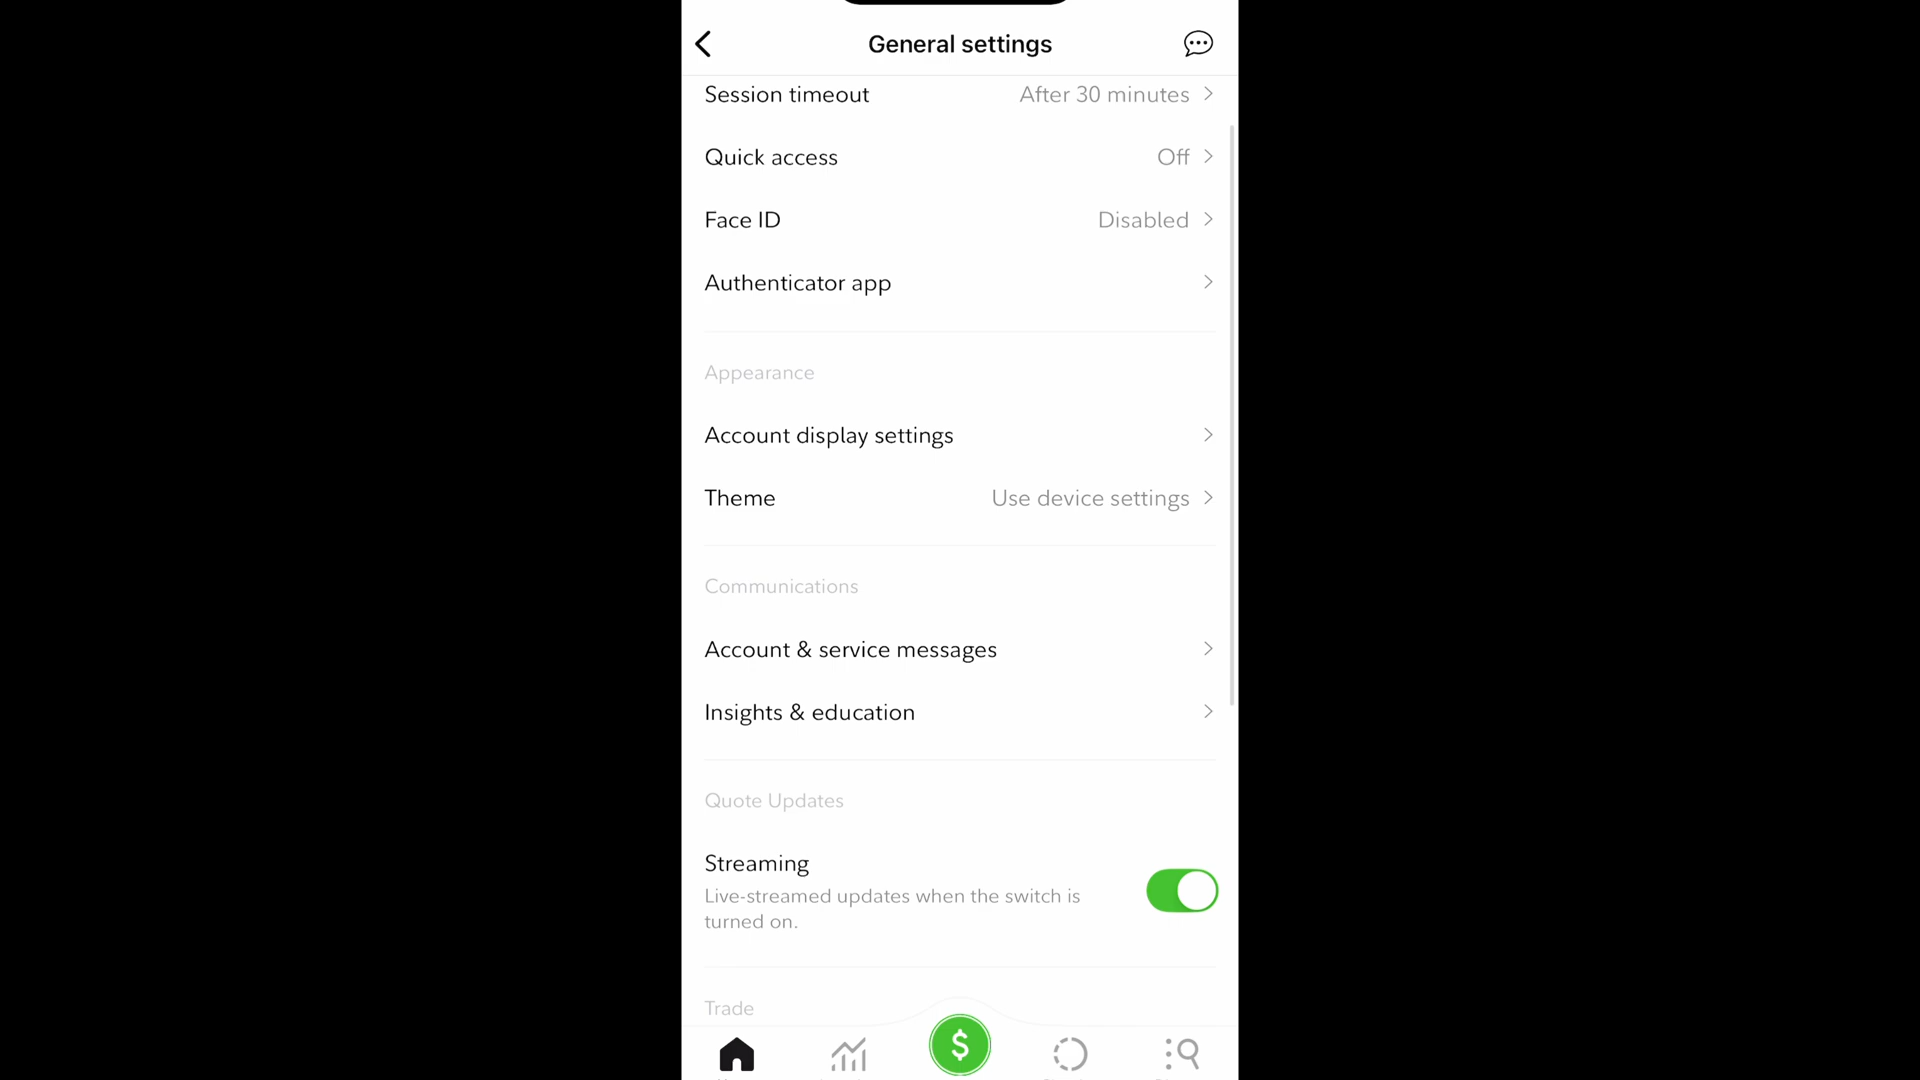 General settings
Session timeout After 30 minutes
Quick access Off
Face ID Disabled
Authenticator app
Appearance
Account display settings
Theme Use device settings
Communications
Account & service messages
Insights & education
Quote Updates
Streaming
Live-streamed updates when the switch is
turned on.
Trade
$